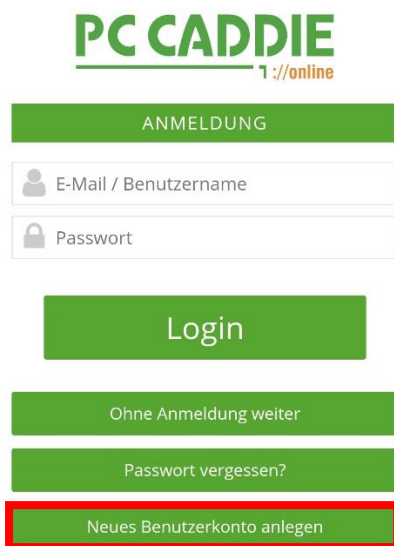 PC CADDIE
://online
ANMELDUNG
E-Mail / Benutzername
Passwort
Login
Ohne Anmeldung weiter
Passwort vergessen?
Neues Benutzerkonto anlegen